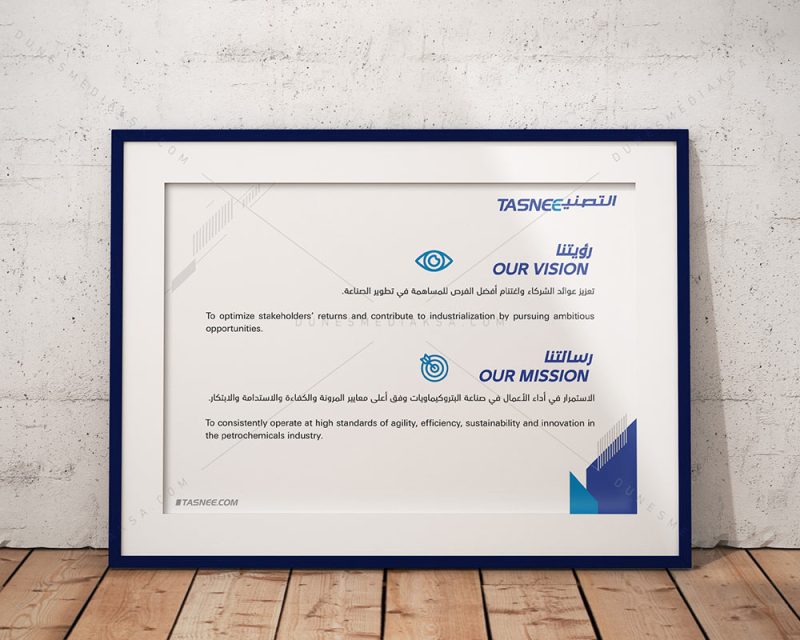 TASNEE التصنيع
رؤيتنا
OUR VISION
تعزيز عوائد الشركاء واغتنام أفضل الفرص للمساهمة في تطوير الصناعة.
To optimize stakeholders' returns and contribute to industrialization by pursuing ambitious
opportunities.
DUNESMEDIAKSA.COM
رسالتنا
OUR MISSION
الاستمرار في أداء الأعمال في صناعة البتروكيماويات وفق أعلى معايير المرونة والكفاءة والاستدامة والابتكار.
To consistently operate at high standards of agility, efficiency, sustainability and innovation in
the petrochemicals industry.
TASNEE.COM